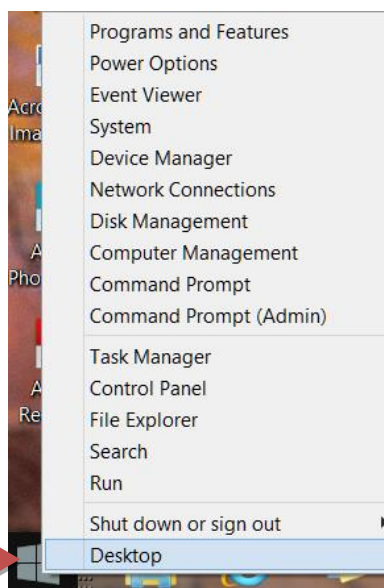 Programs and Features
Power Options
Event Viewer
System
Device Manager
Network Connections
Disk Management
Computer Management
Command Prompt
Command Prompt (Admin)
Task Manager
Control Panel
File Explorer
Search
Run
Shut down or sign out
Desktop